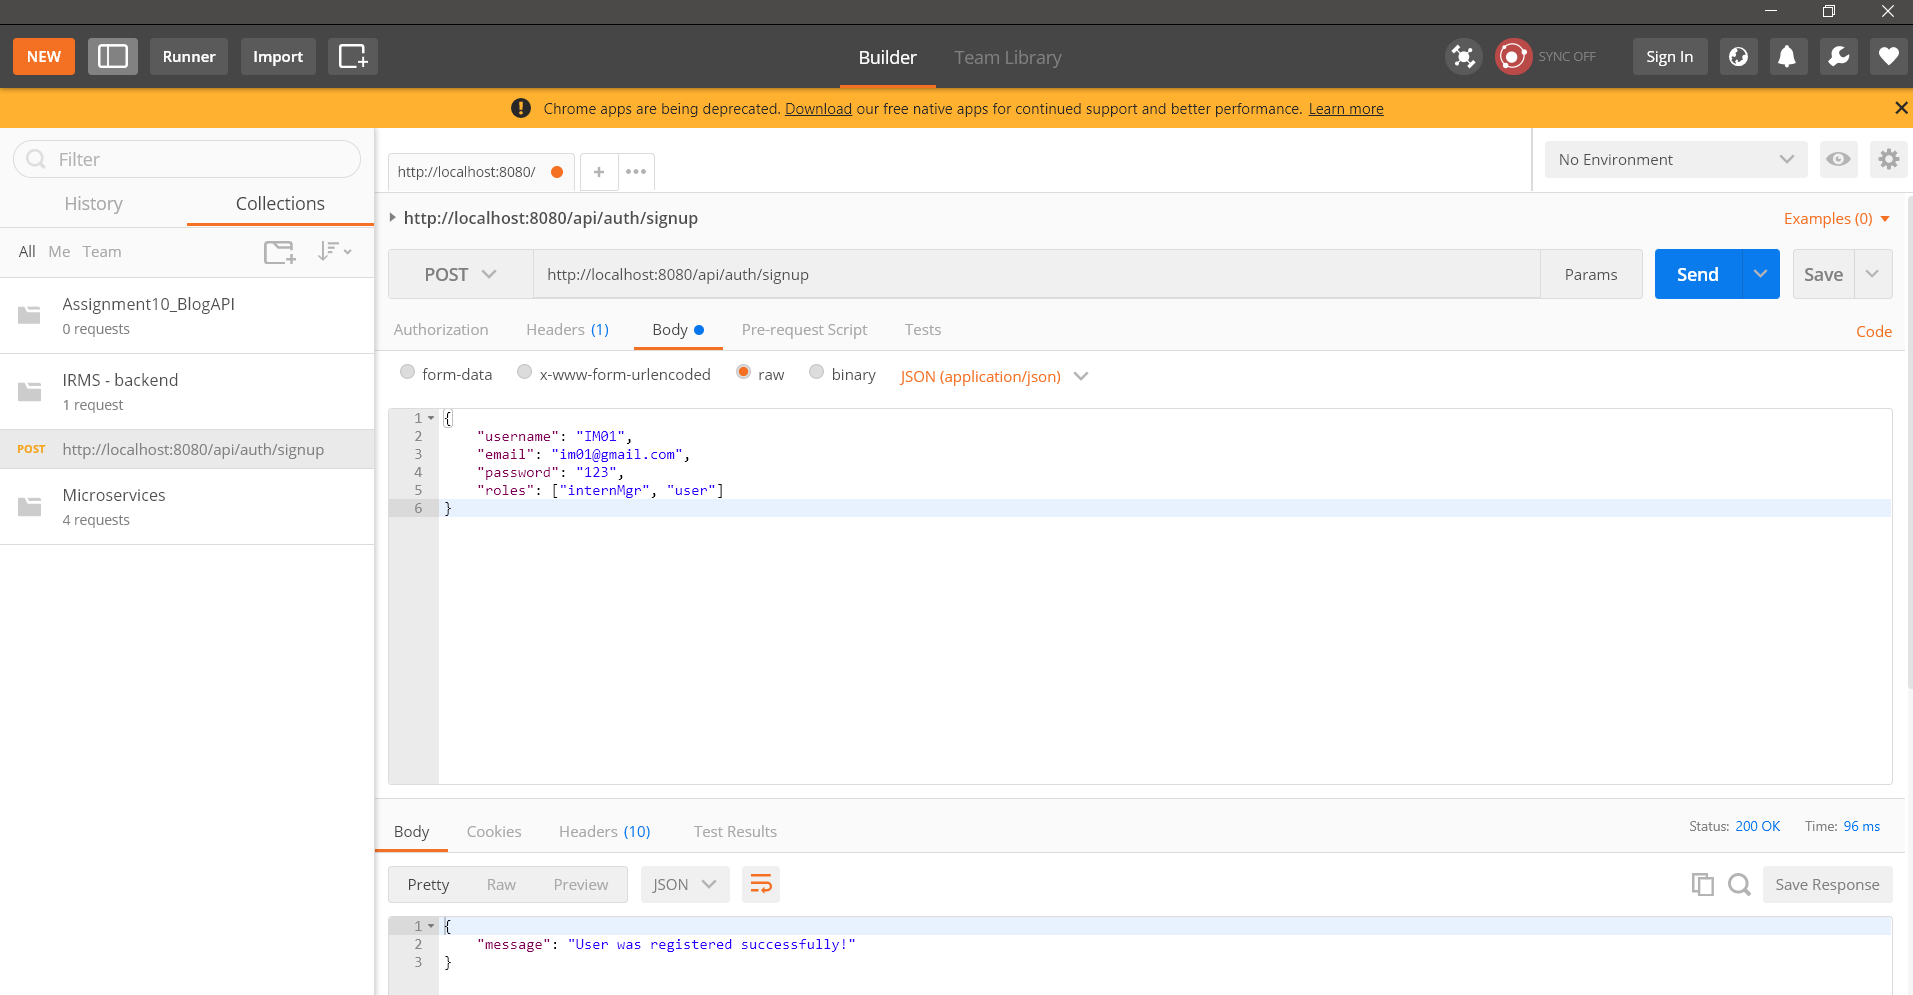 NEW Runner Import Builder Team Library SYNC OFF Sign In
Chrome apps are being deprecated. Download our free native apps for continued support and better performance. Learn more
Filter
History Collections
All Me Team
Assignment10_BlogAPI
0 requests
IRMS - backend
1 request
POST http://localhost:8080/api/auth/signup
Microservices
4 requests
http://localhost:8080/ + •••
No Environment
http://localhost:8080/api/auth/signup
Examples (0)
POST http://localhost:8080/api/auth/signup Params Send Save
Authorization Headers (1) Body Pre-request Script Tests Code
form-data x-www-form-urlencoded raw binary JSON (application/json)
1 {
2 "username": "IM01",
3 "email": "im01@gmail.com",
4 "password": "123",
5 "roles": ["internMgr", "user"]
6 }
Body Cookies Headers (10) Test Results Status: 200 OK Time: 96 ms
Pretty Raw Preview JSON Save Response
1 {
2 "message": "User was registered successfully!"
3 }